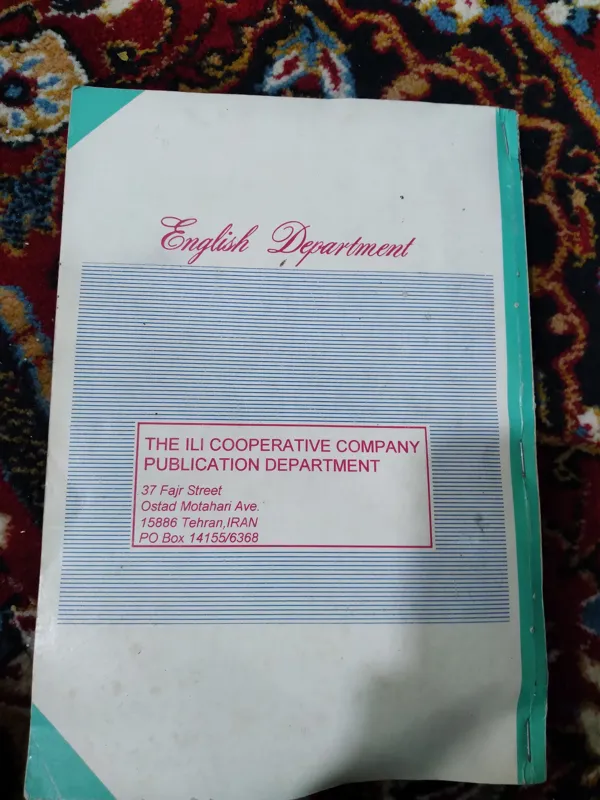 English Department
THE ILI COOPERATIVE COMPANY
PUBLICATION DEPARTMENT
37 Fajr Street
Ostad Motahari Ave.
15886 Tehran,IRAN
PO Box 14155/6368